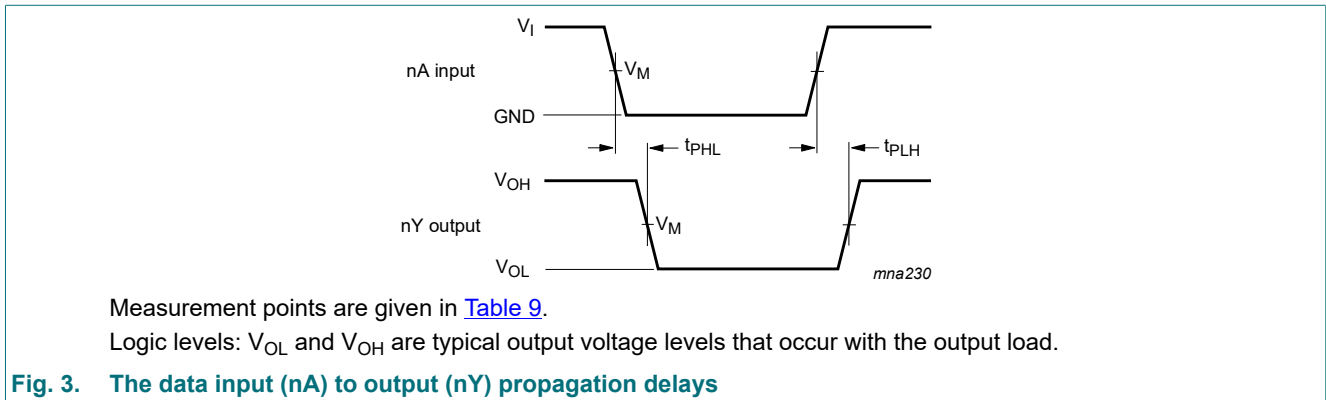 VI
nA input
VM
GND
tPHL
tPLH
VOH
nY output
VM
VOL
mna230
Measurement points are given in Table 9.
Logic levels: VOL and VOH are typical output voltage levels that occur with the output load.
Fig. 3. The data input (nA) to output (nY) propagation delays